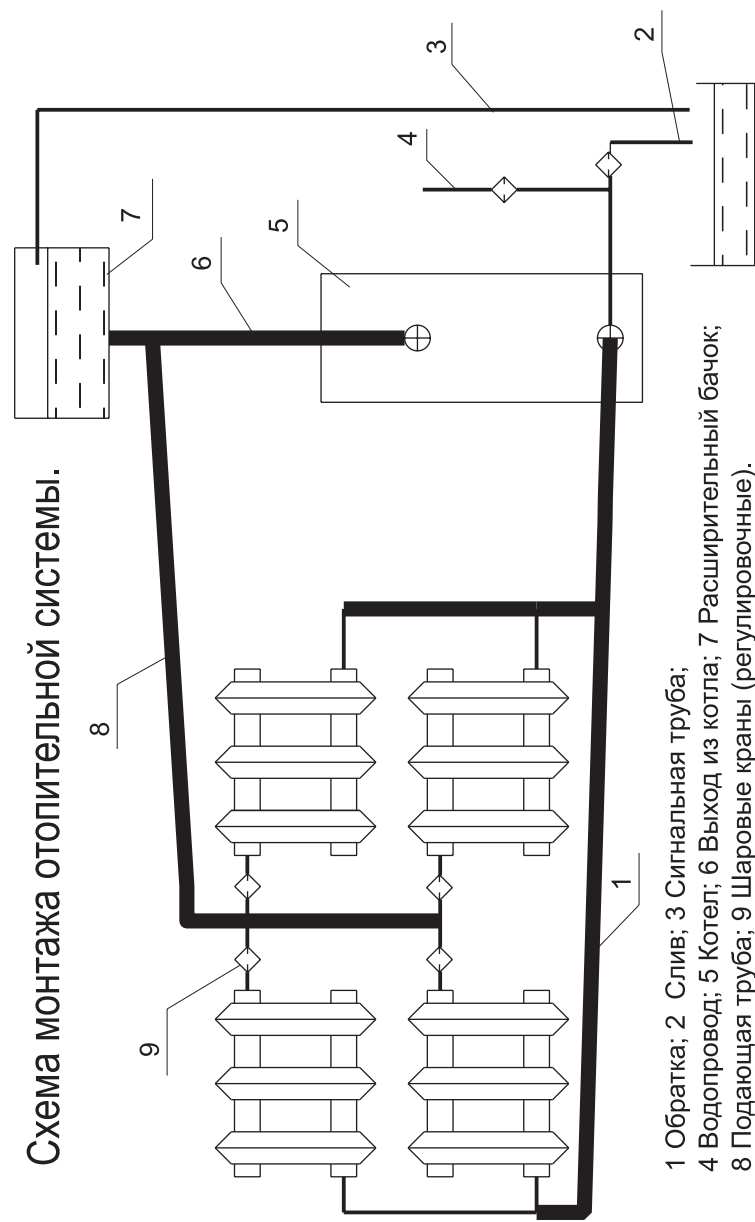 Схема монтажа отопительной системы.
7
3
2
4
6
5
8
9
1
1 Обратка; 2 Слив; 3 Сигнальная труба;
4 Водопровод; 5 Котел; 6 Выход из котла; 7 Расширительный бачок;
8 Подающая труба; 9 Шаровые краны (регулировочные).